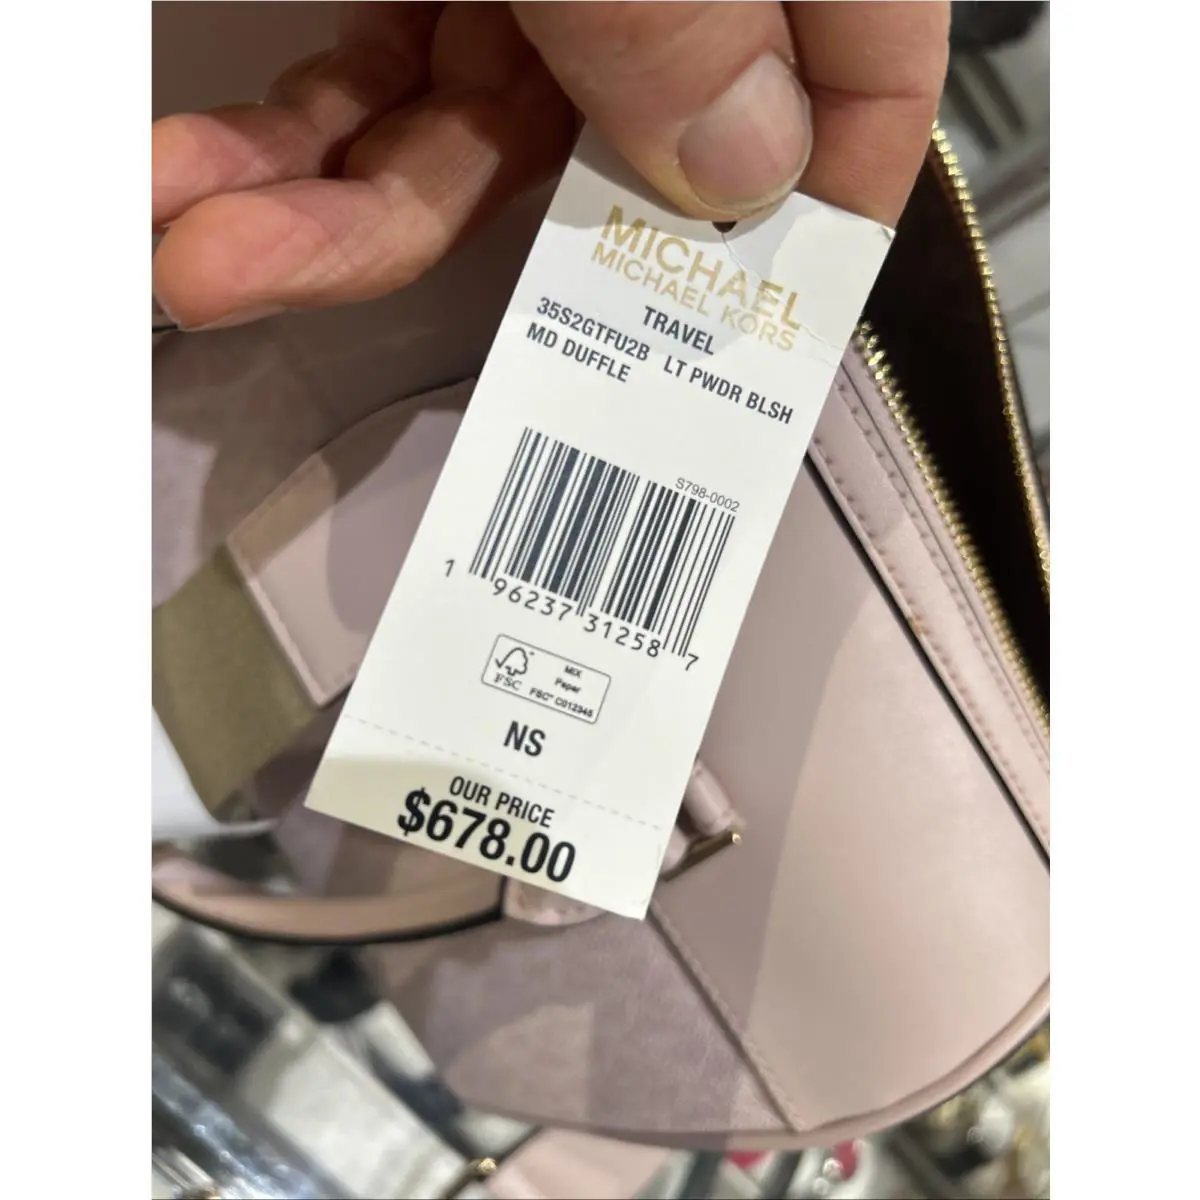 MICHAEL
MICHAEL KORS
TRAVEL
35S2GTFU2B LT PWDR BLSH
MD DUFFLE
S798-0002
1 96237 31258 7
FSC
MIX
Paper
FSC® C012345
NS
OUR PRICE
$678.00